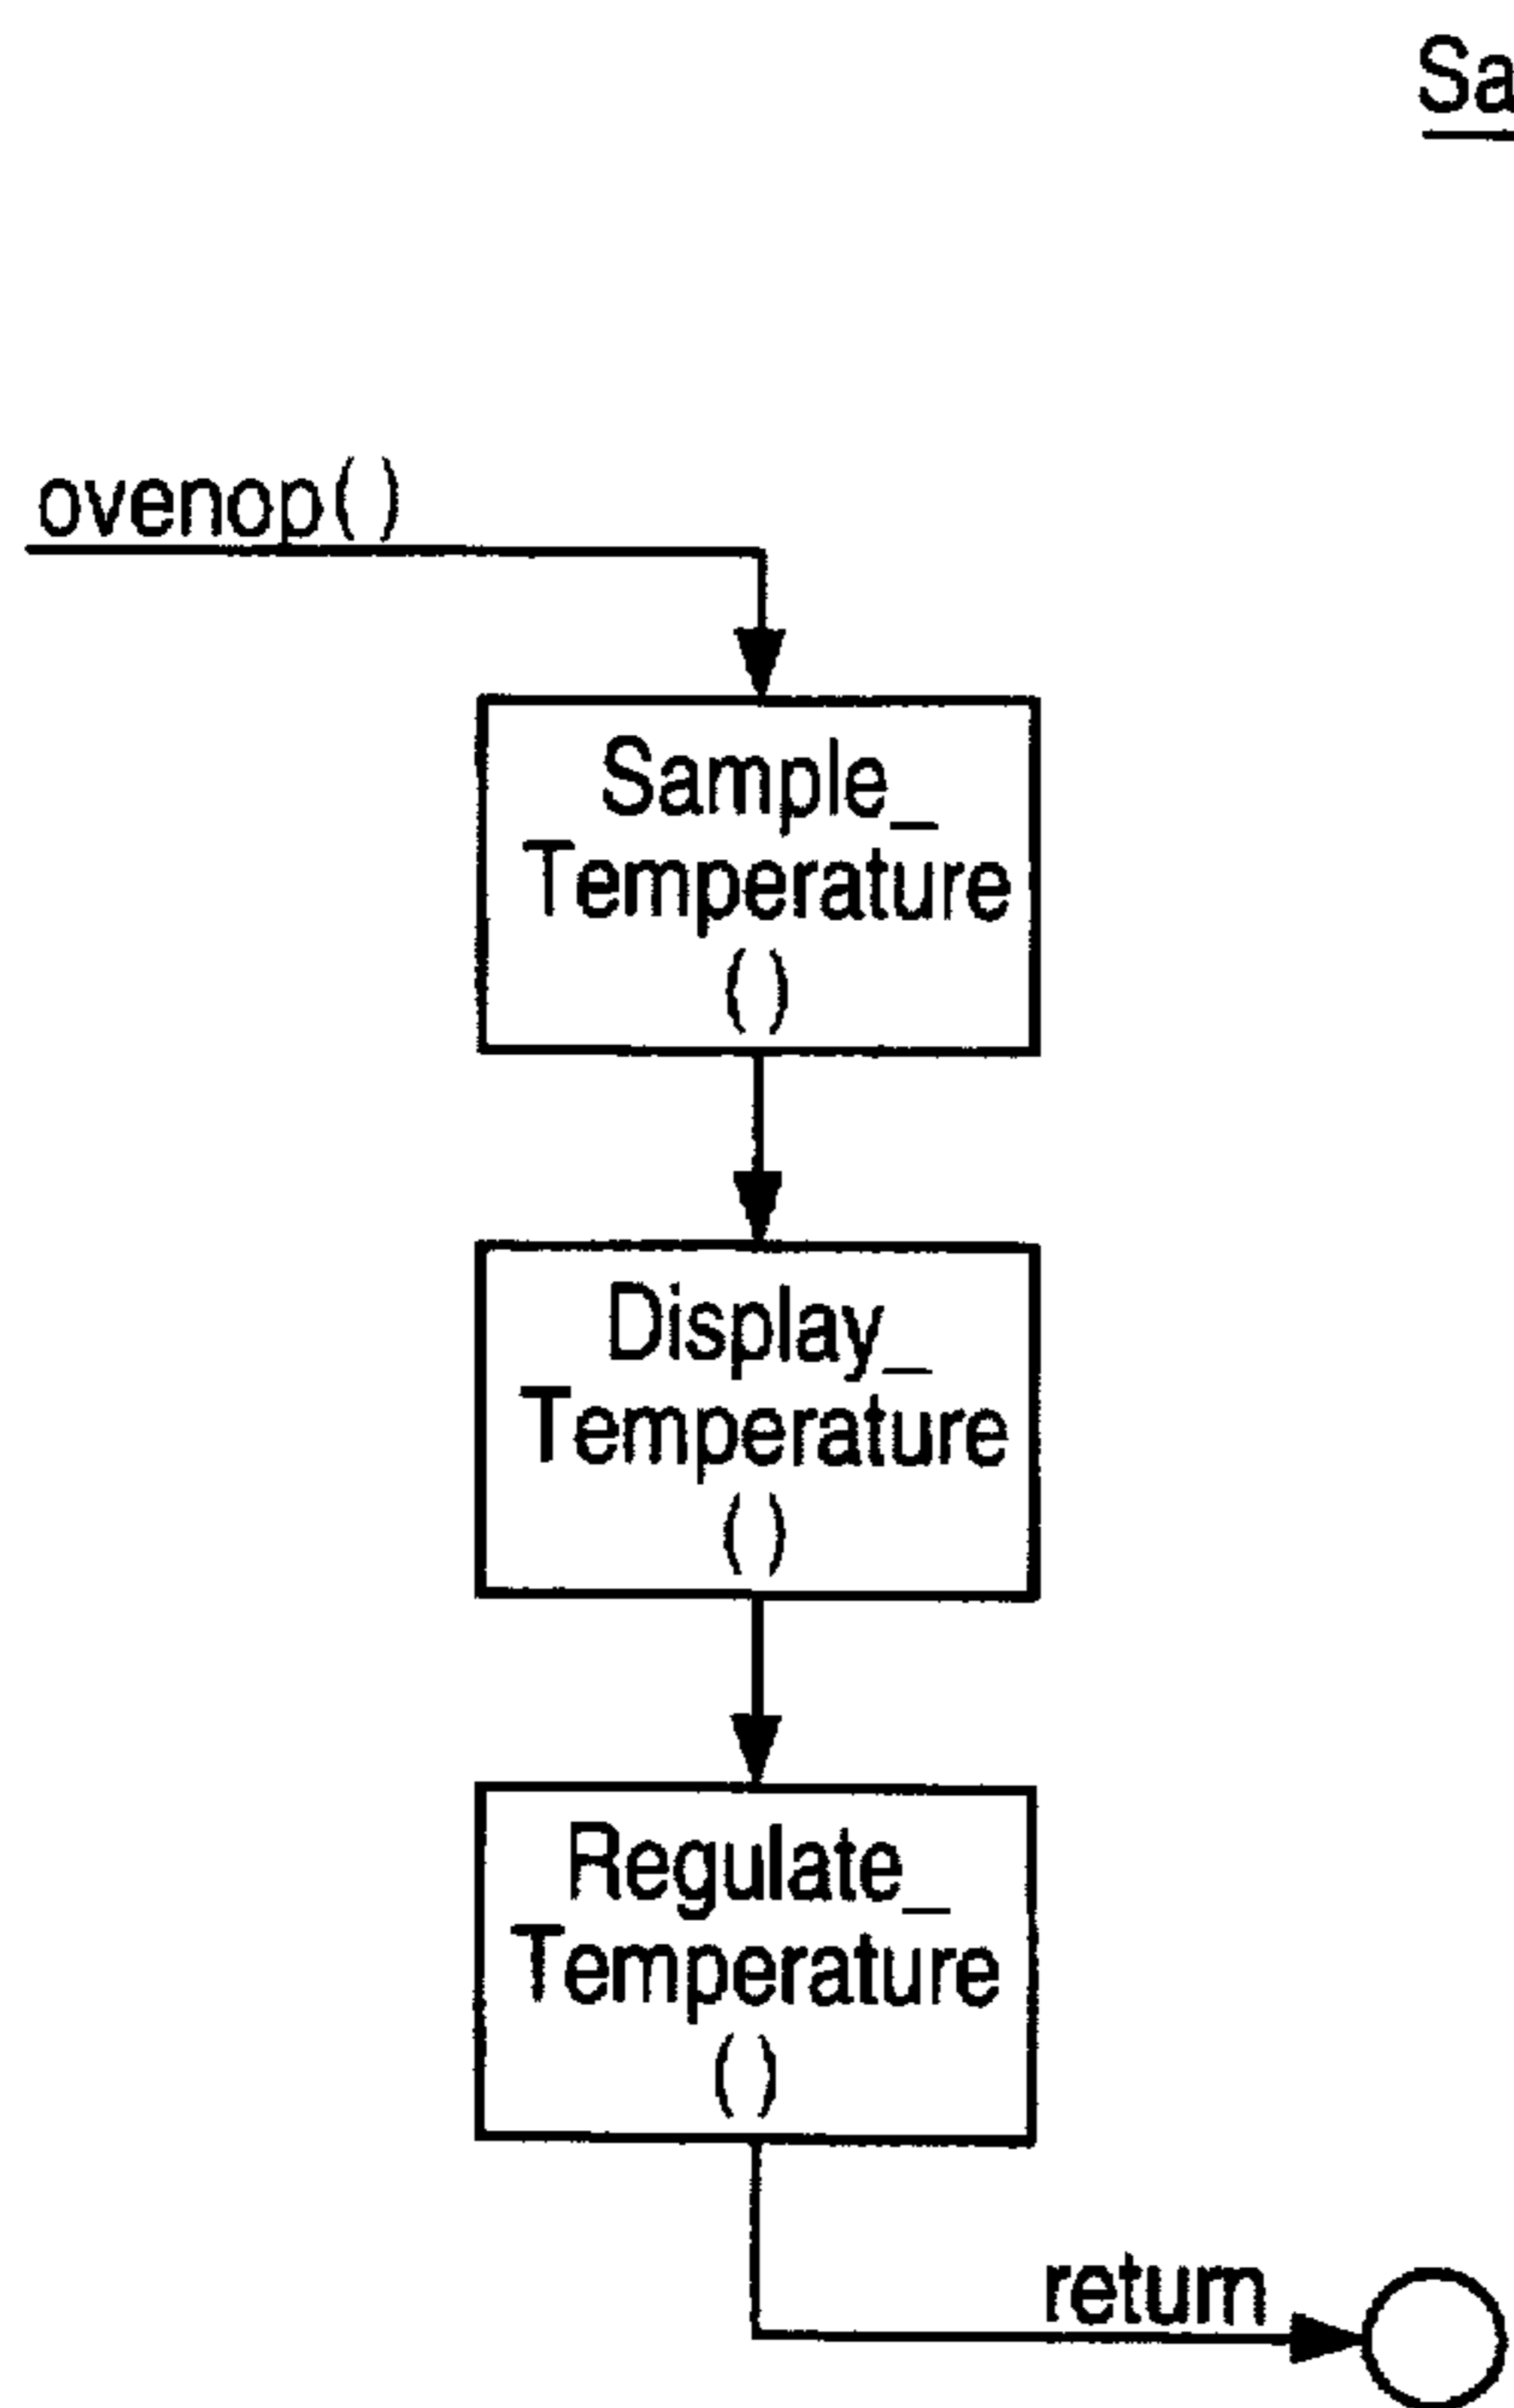 ovenop( )
Sample_
Temperature
( )
Display_
Temperature
( )
Regulate_
Temperature
( )
return